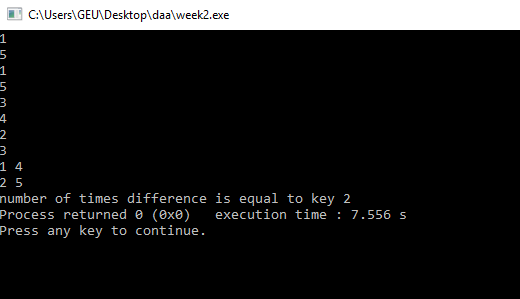 C:\Users\GEU\Desktop\daa\week2.exe
1
5
1
5
3
4
2
3
1 4
2 5
number of times difference is equal to key 2
Process returned 0 (0x0)   execution time : 7.556 s
Press any key to continue.